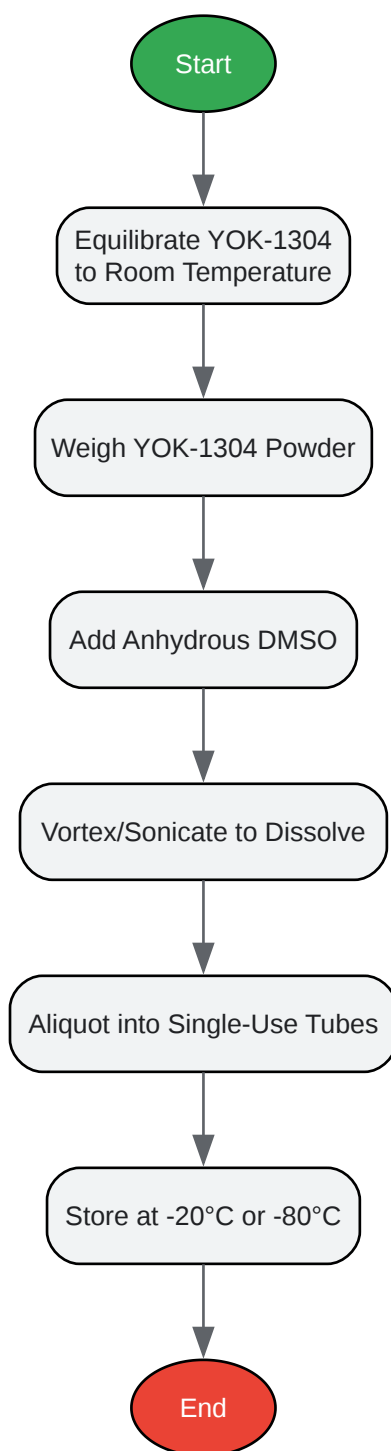 Start
Equilibrate YOK-1304
to Room Temperature
Weigh YOK-1304 Powder
Add Anhydrous DMSO
Vortex/Sonicate to Dissolve
Aliquot into Single-Use Tubes
Store at -20°C or -80°C
End